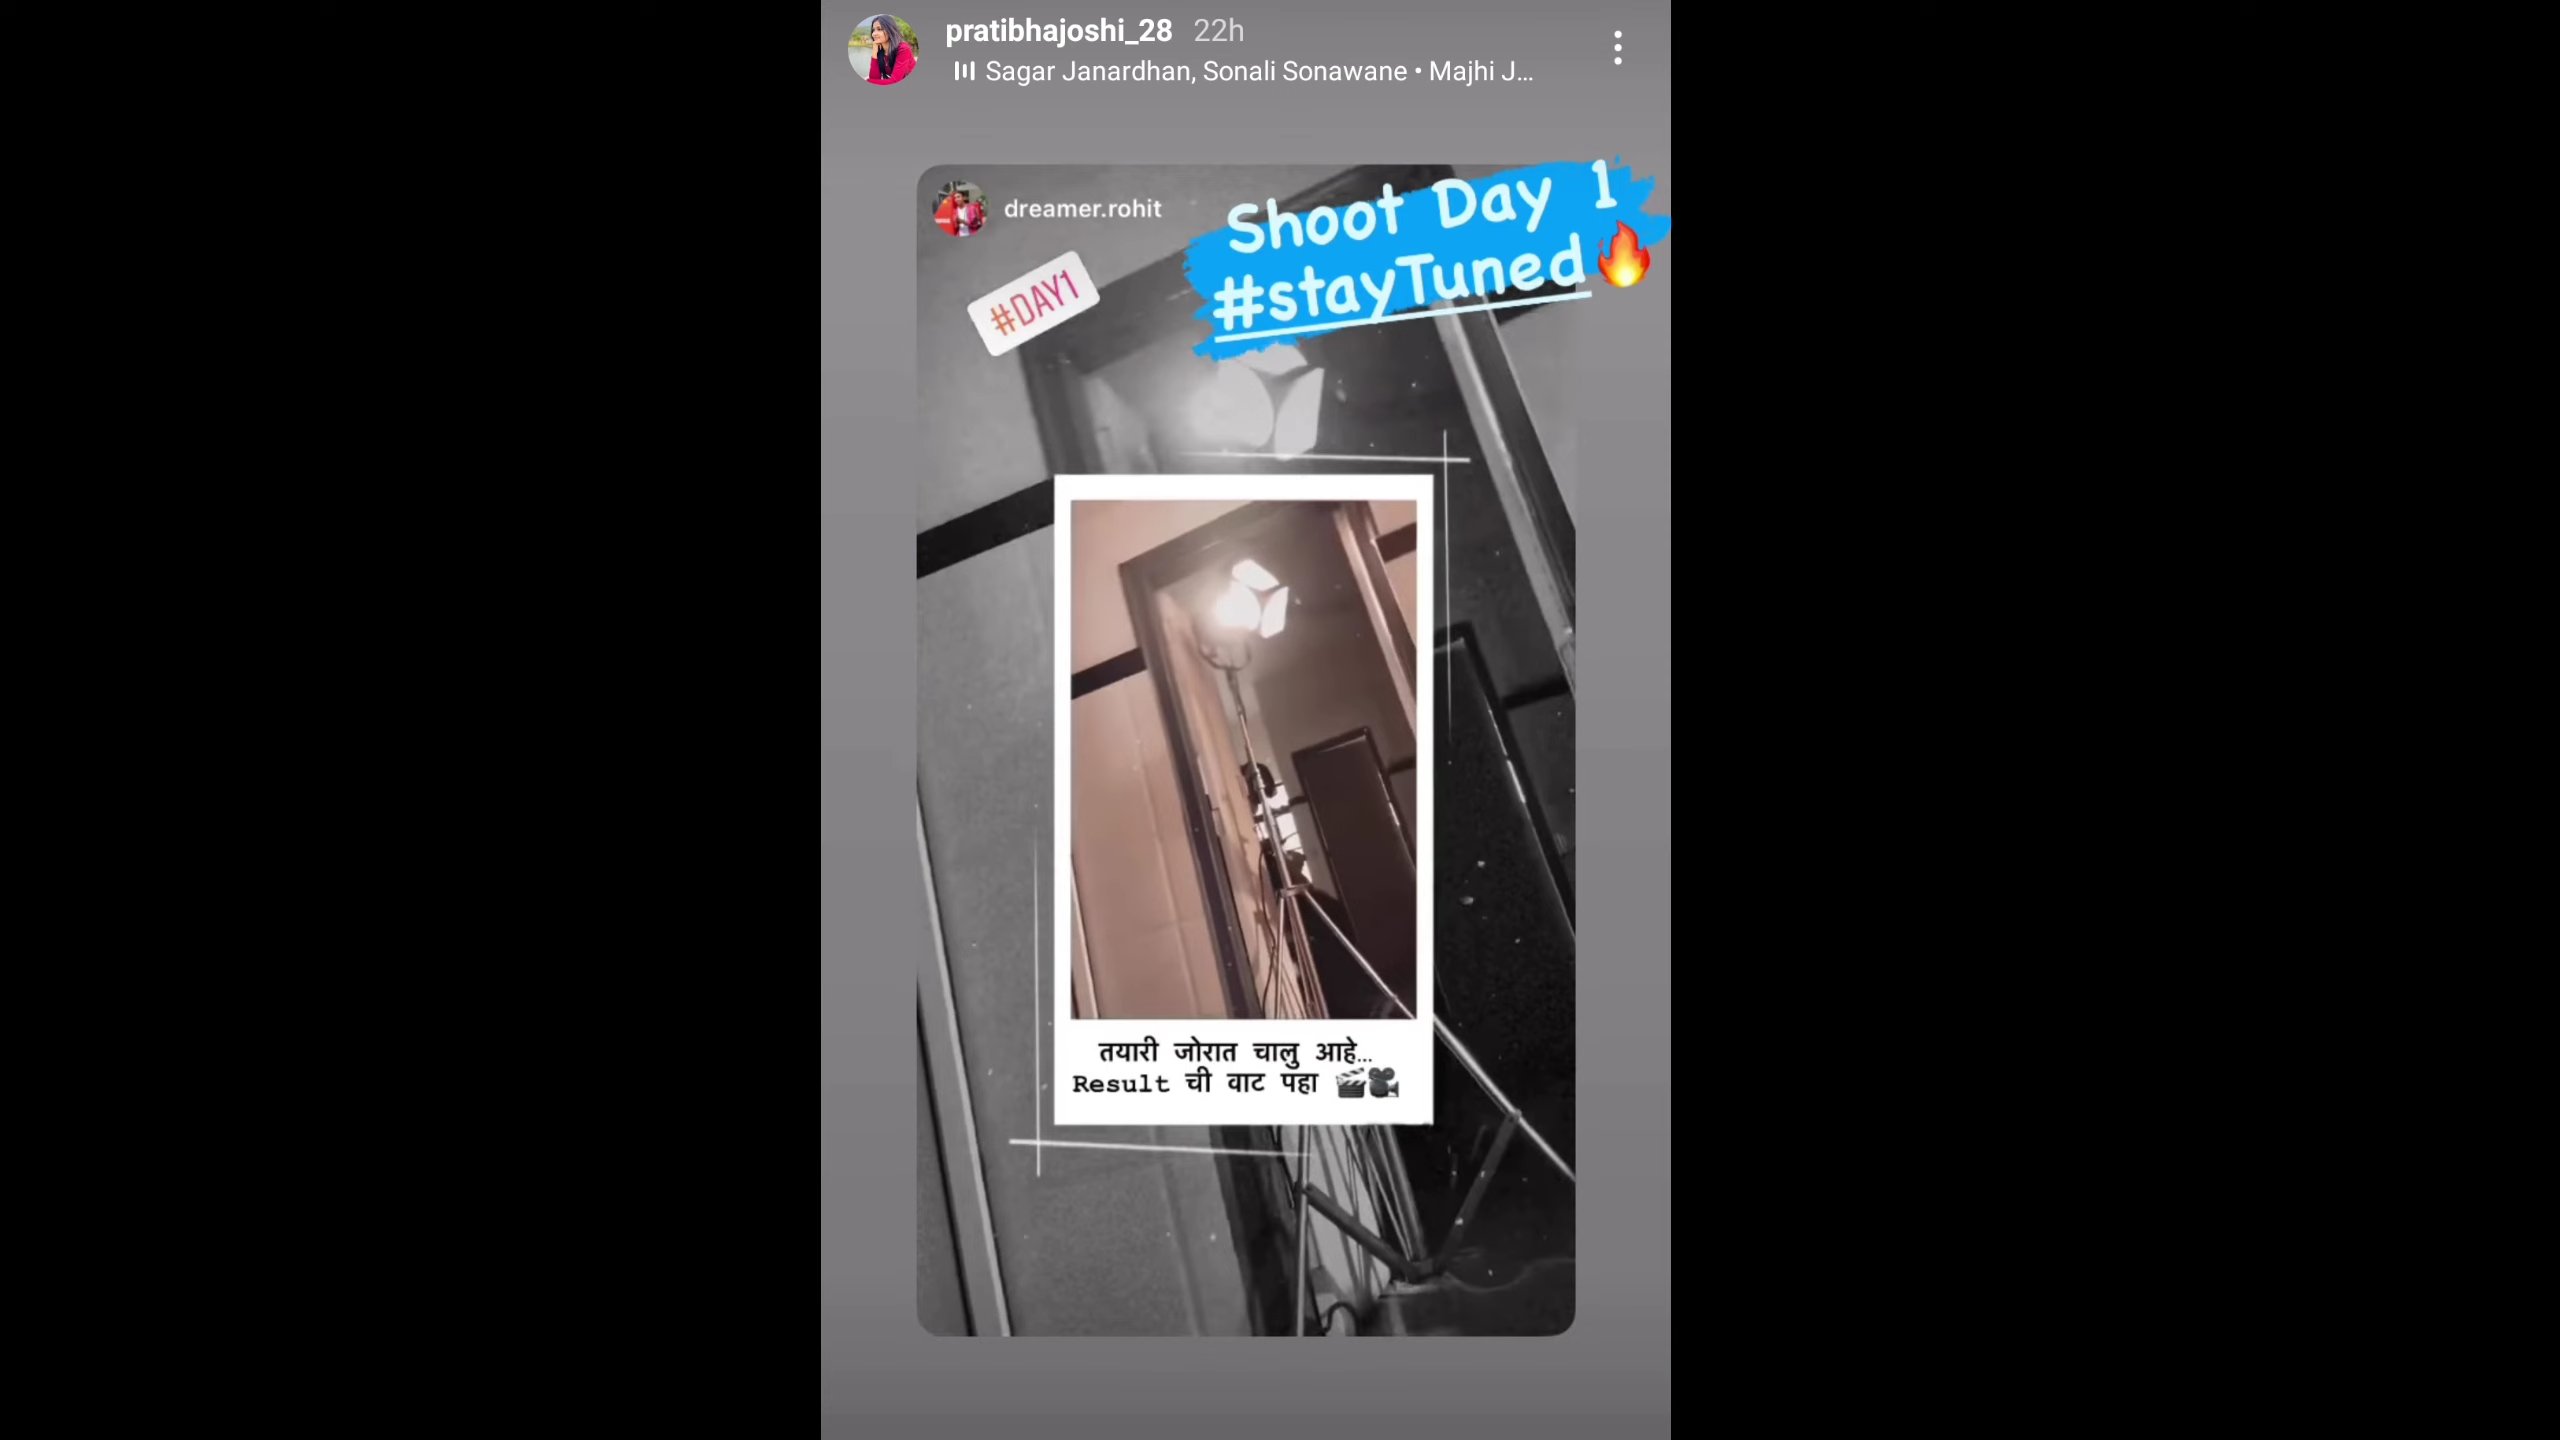 pratibhajoshi_28 22h
Sagar Janardhan, Sonali Sonawane • Majhi J...
dreamer.rohit
Shoot Day 1
#stayTuned🔥
#DAY1
तयारी जोरात चालु आहे...
Result ची वाट पहा 🎬🎥